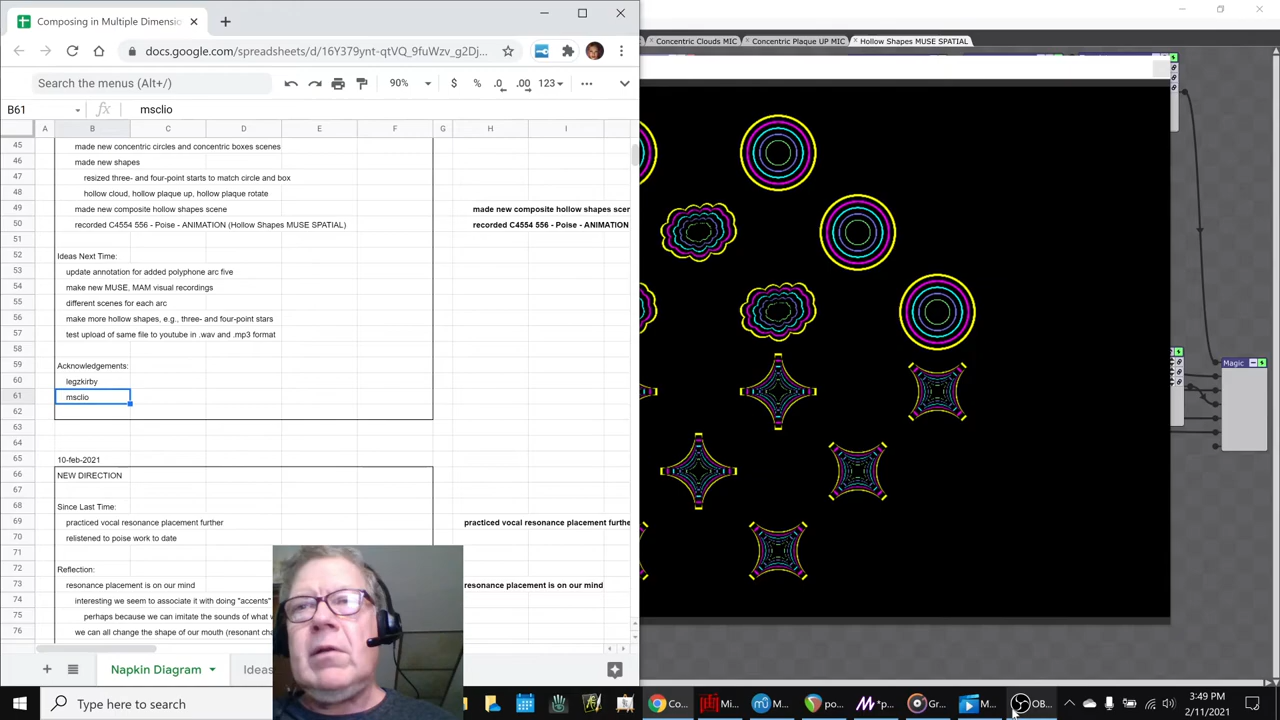 Composing in Multiple Dimensio
docs.google.com/spreadsheets/d/16Y379ynt-qtVQ_9fuWzv_g2Dj...
Search the menus (Alt+/)
90%
$
%
.0
.00
123
B61
fx
msclio
A B C D E F G H I
45 made new concentric circles and concentric boxes scenes
46 made new shapes
47 resized three- and four-point starts to match circle and box
48 hollow cloud, hollow plaque up, hollow plaque rotate
49 made new composite hollow shapes scene made new composite hollow shapes scer
50 recorded C4554 556 - Poise - ANIMATION (Hollow Shapes MUSE SPATIAL) recorded C4554 556 - Poise - ANIMATION
51
52 Ideas Next Time:
53 update annotation for added polyphone arc five
54 make new MUSE, MAM visual recordings
55 different scenes for each arc
56 make more hollow shapes, e.g., three- and four-point stars
57 test upload of same file to youtube in .wav and .mp3 format
58
59 Acknowledgements:
60 legzkirby
61 msclio
62
63
64
65 10-feb-2021
66 NEW DIRECTION
67
68 Since Last Time:
69 practiced vocal resonance placement further practiced vocal resonance placement furthe
70 relistened to poise work to date
71
72 Reflection:
73 resonance placement is on our mind resonance placement is on our mind
74 interesting we seem to associate it with doing "accents"
75 perhaps because we can imitate the sounds of what v
76 we can all change the shape of our mouth (resonant cha
Napkin Diagram
Ideas
Concentric Clouds MIC
Concentric Plaque UP MIC
Hollow Shapes MUSE SPATIAL
Magic
Type here to search
Co...
Mi...
M...
po...
*p...
Gr...
M...
OB...
3:49 PM
2/11/2021